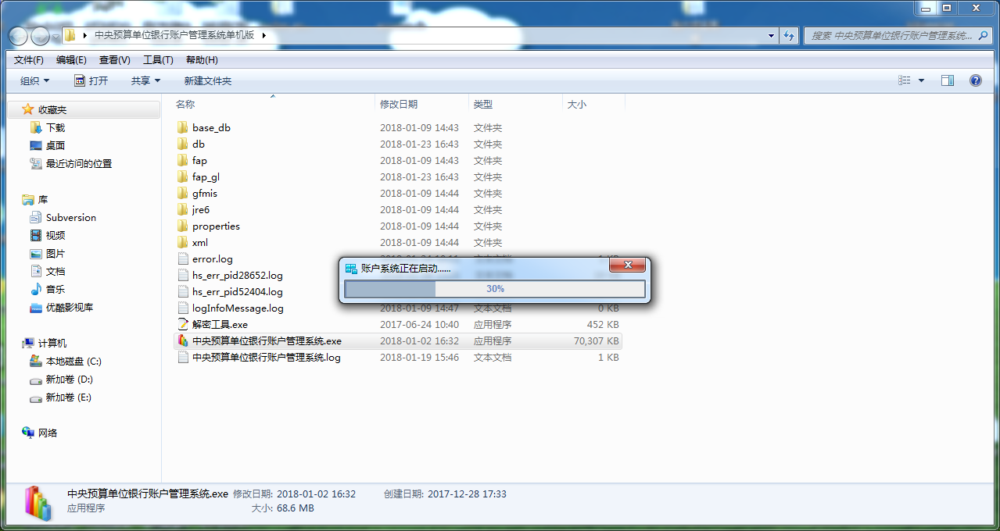 中央预算单位银行账户管理系统单机版
搜索 中央预算单位银行账户管理系统...
文件(F) 编辑(E) 查看(V) 工具(T) 帮助(H)
组织 打开 共享 新建文件夹
收藏夹
下载
桌面
最近访问的位置
库
Subversion
视频
图片
文档
音乐
优酷影视库
计算机
本地磁盘 (C:)
新加卷 (D:)
新加卷 (E:)
网络
名称 修改日期 类型 大小
base_db 2018-01-09 14:43 文件夹
db 2018-01-23 16:43 文件夹
fap 2018-01-09 14:43 文件夹
fap_gl 2018-01-23 16:43 文件夹
gfmis 2018-01-09 14:44 文件夹
jre6 2018-01-09 14:44 文件夹
properties 2018-01-09 14:44 文件夹
xml 2018-01-09 14:44 文件夹
error.log
hs_err_pid28652.log
hs_err_pid52404.log
logInfoMessage.log 2018-01-09 14:47 文本文档 0 KB
解密工具.exe 2017-06-24 10:40 应用程序 452 KB
中央预算单位银行账户管理系统.exe 2018-01-02 16:32 应用程序 70,307 KB
中央预算单位银行账户管理系统.log 2018-01-19 15:46 文本文档 1 KB
账户系统正在启动......
30%
中央预算单位银行账户管理系统.exe 修改日期: 2018-01-02 16:32 创建日期: 2017-12-28 17:33
应用程序 大小: 68.6 MB